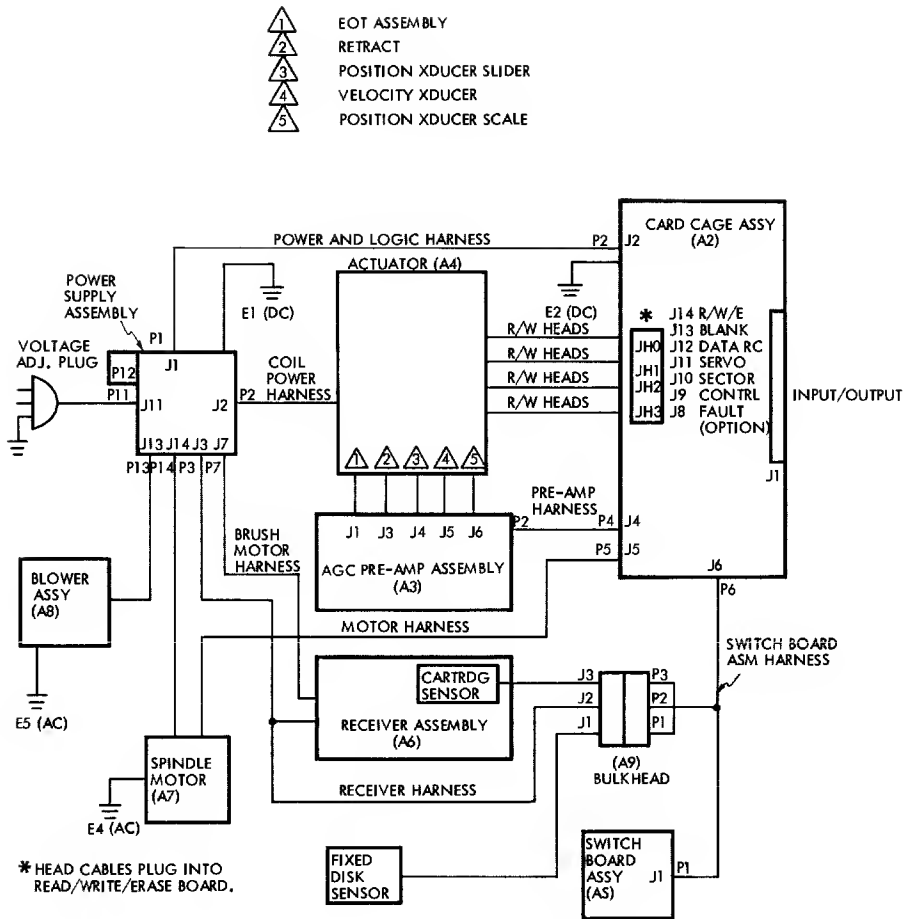 1 EOT ASSEMBLY
2 RETRACT
3 POSITION XDUCER SLIDER
4 VELOCITY XDUCER
5 POSITION XDUCER SCALE
CARD CAGE ASSY
(A2)
POWER AND LOGIC HARNESS
P2
J2
ACTUATOR (A4)
POWER
SUPPLY
ASSEMBLY
E1 (DC)
E2 (DC)
P1
J1
VOLTAGE
ADJ. PLUG
P12
P11
J11
J2
P2
COIL
POWER
HARNESS
J13 J14 J3 J7
P13 P14 P3 P7
R/W HEADS
R/W HEADS
R/W HEADS
R/W HEADS
*
JH0
JH1
JH2
JH3
J14 R/W/E
J13 BLANK
J12 DATA RC
J11 SERVO
J10 SECTOR
J9 CONTRL
J8 FAULT
(OPTION)
INPUT/OUTPUT
J1
1 2 3 4 5
J1 J3 J4 J5 J6
AGC PRE-AMP ASSEMBLY
(A3)
P2
PRE-AMP
HARNESS
P4
J4
P5
J5
J6
P6
BRUSH
MOTOR
HARNESS
BLOWER
ASSY
(A8)
E5 (AC)
MOTOR HARNESS
SWITCH BOARD
ASM HARNESS
CARTRDG
SENSOR
RECEIVER ASSEMBLY
(A6)
J3
J2
J1
P3
P2
P1
(A9)
BULKHEAD
SPINDLE
MOTOR
(A7)
E4 (AC)
RECEIVER HARNESS
FIXED
DISK
SENSOR
SWITCH
BOARD
ASSY
(AS)
J1
P1
* HEAD CABLES PLUG INTO
READ/WRITE/ERASE BOARD.